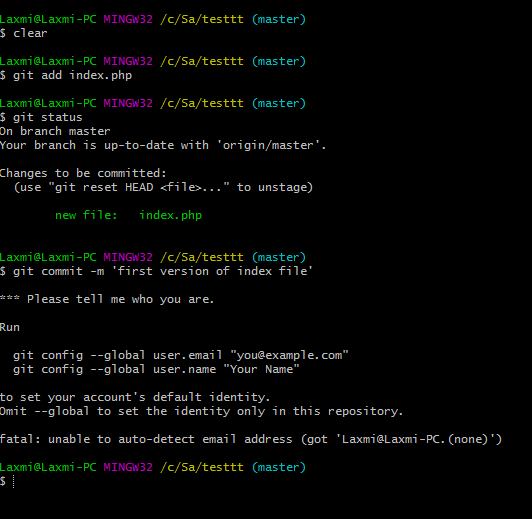 Laxmi@Laxmi-PC MINGW32 /c/Sa/testtt (master)
$ clear
Laxmi@Laxmi-PC MINGW32 /c/Sa/testtt (master)
$ git add index.php
Laxmi@Laxmi-PC MINGW32 /c/Sa/testtt (master)
$ git status
On branch master
Your branch is up-to-date with 'origin/master'.
Changes to be committed:
  (use "git reset HEAD <file>..." to unstage)
        new file:   index.php
Laxmi@Laxmi-PC MINGW32 /c/Sa/testtt (master)
$ git commit -m 'first version of index file'
*** Please tell me who you are.
Run
  git config --global user.email "you@example.com"
  git config --global user.name "Your Name"
to set your account's default identity.
Omit --global to set the identity only in this repository.
fatal: unable to auto-detect email address (got 'Laxmi@Laxmi-PC.(none)')
Laxmi@Laxmi-PC MINGW32 /c/Sa/testtt (master)
$